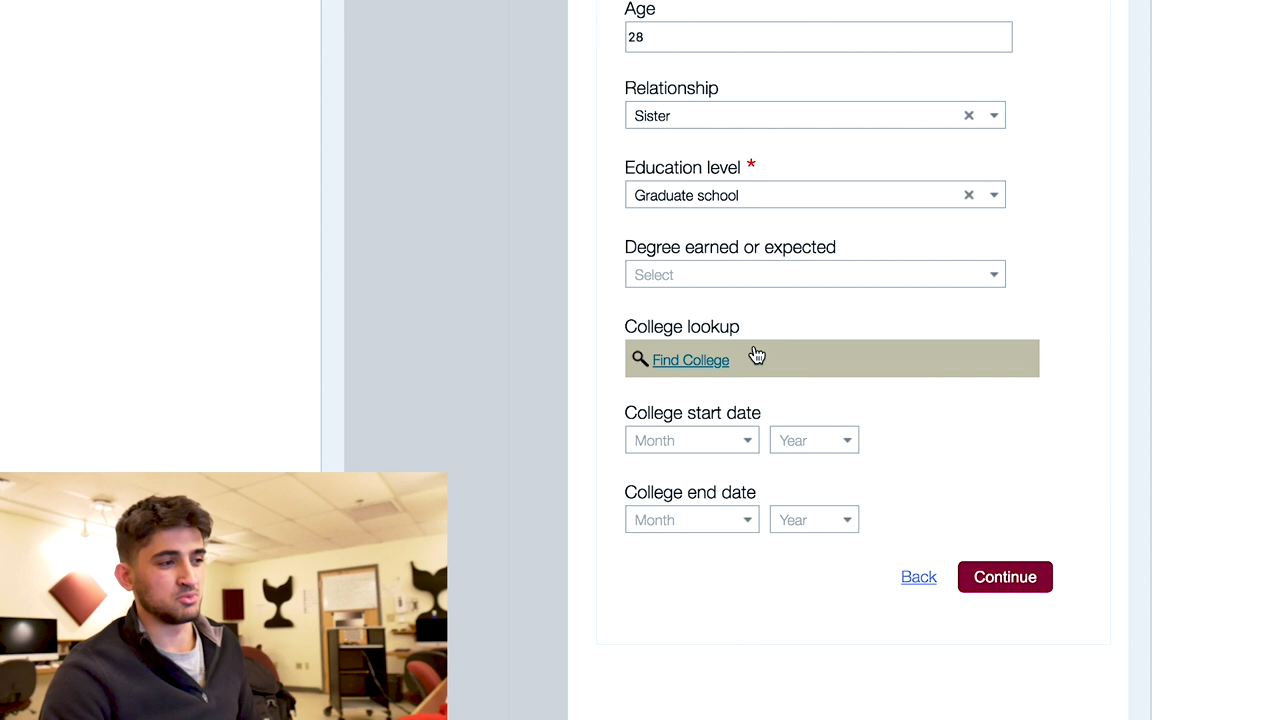 Age
28
Relationship
Sister
Education level *
Graduate school
Degree earned or expected
Select
College lookup
Find College
College start date
Month Year
College end date
Month Year
Back Continue